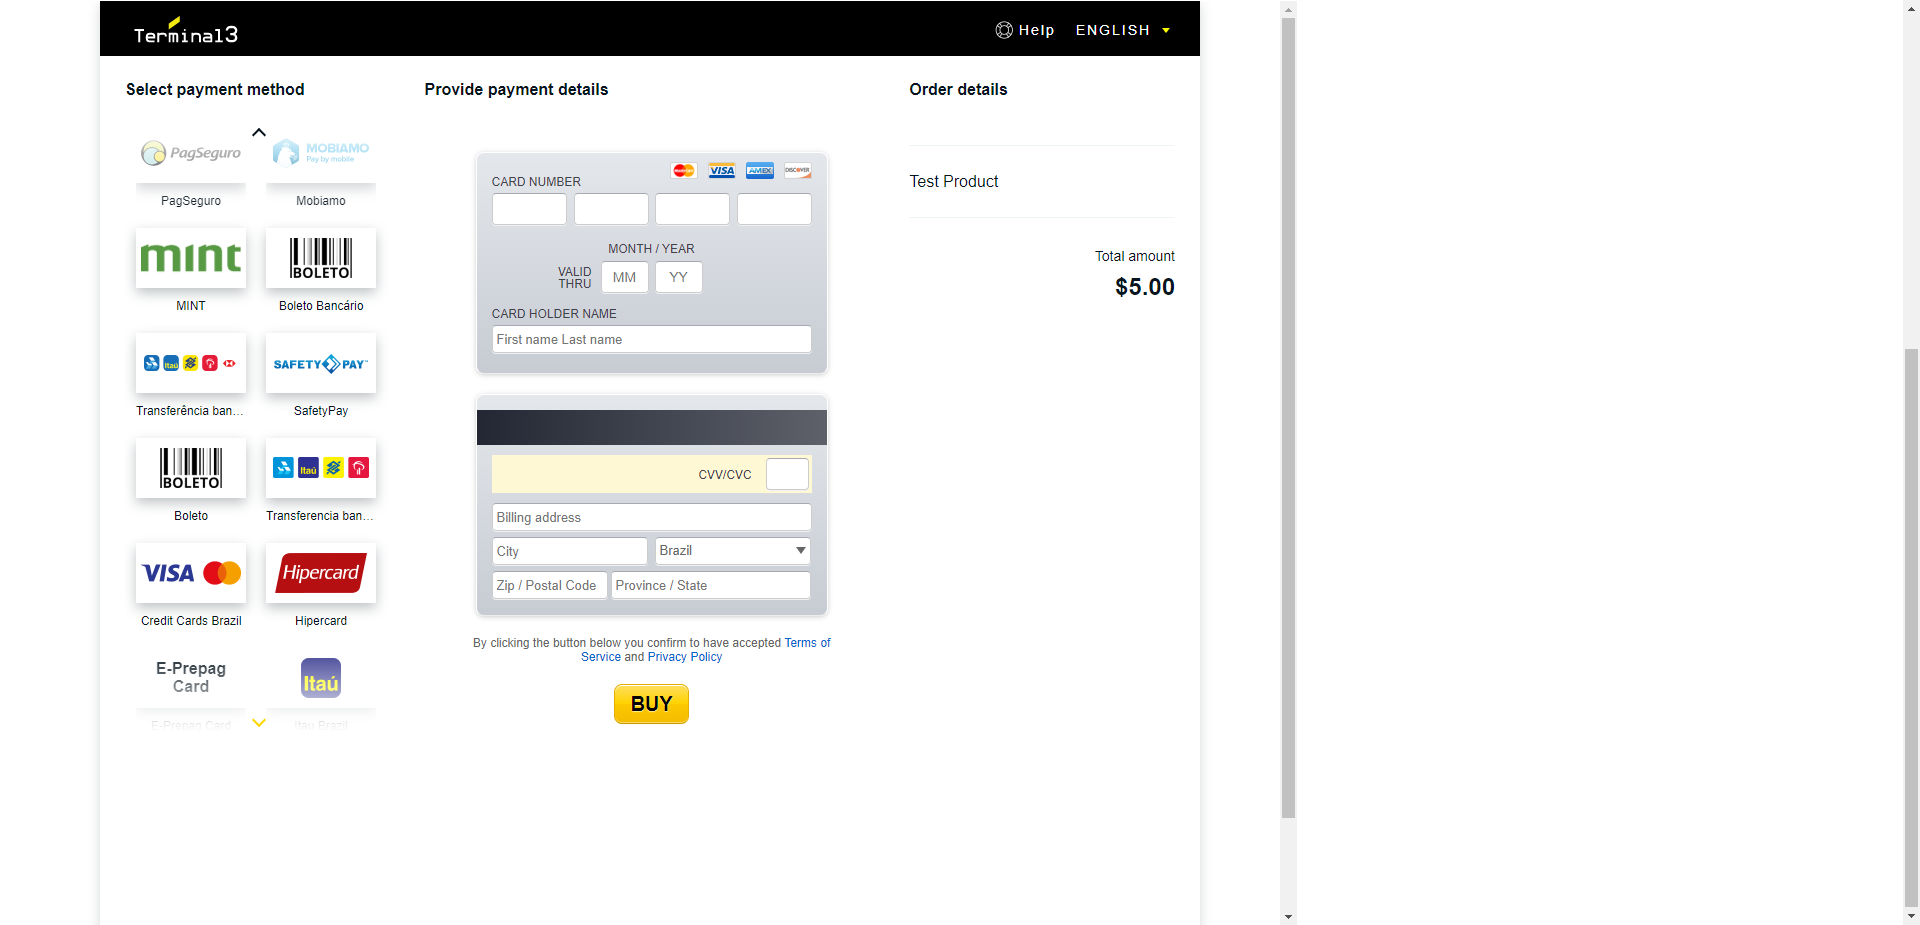 Terminal3
Help
ENGLISH
Select payment method
Provide payment details
Order details
PagSeguro
MOBIAMO
Pay by mobile
PagSeguro
Mobiamo
mint
BOLETO
MINT
Boleto Bancário
Itaú
SAFETY PAY
Transferência ban...
SafetyPay
BOLETO
Itaú
Boleto
Transferencia ban...
VISA
Hipercard
Credit Cards Brazil
Hipercard
E-Prepag
Card
Itaú
E-Prepag Card
Itau Brazil
CARD NUMBER
VISA
AMEX
DISCOVER
MONTH / YEAR
VALID
THRU
MM
YY
CARD HOLDER NAME
First name Last name
CVV/CVC
Billing address
City
Brazil
Zip / Postal Code
Province / State
By clicking the button below you confirm to have accepted Terms of
Service and Privacy Policy
BUY
Test Product
Total amount
$5.00